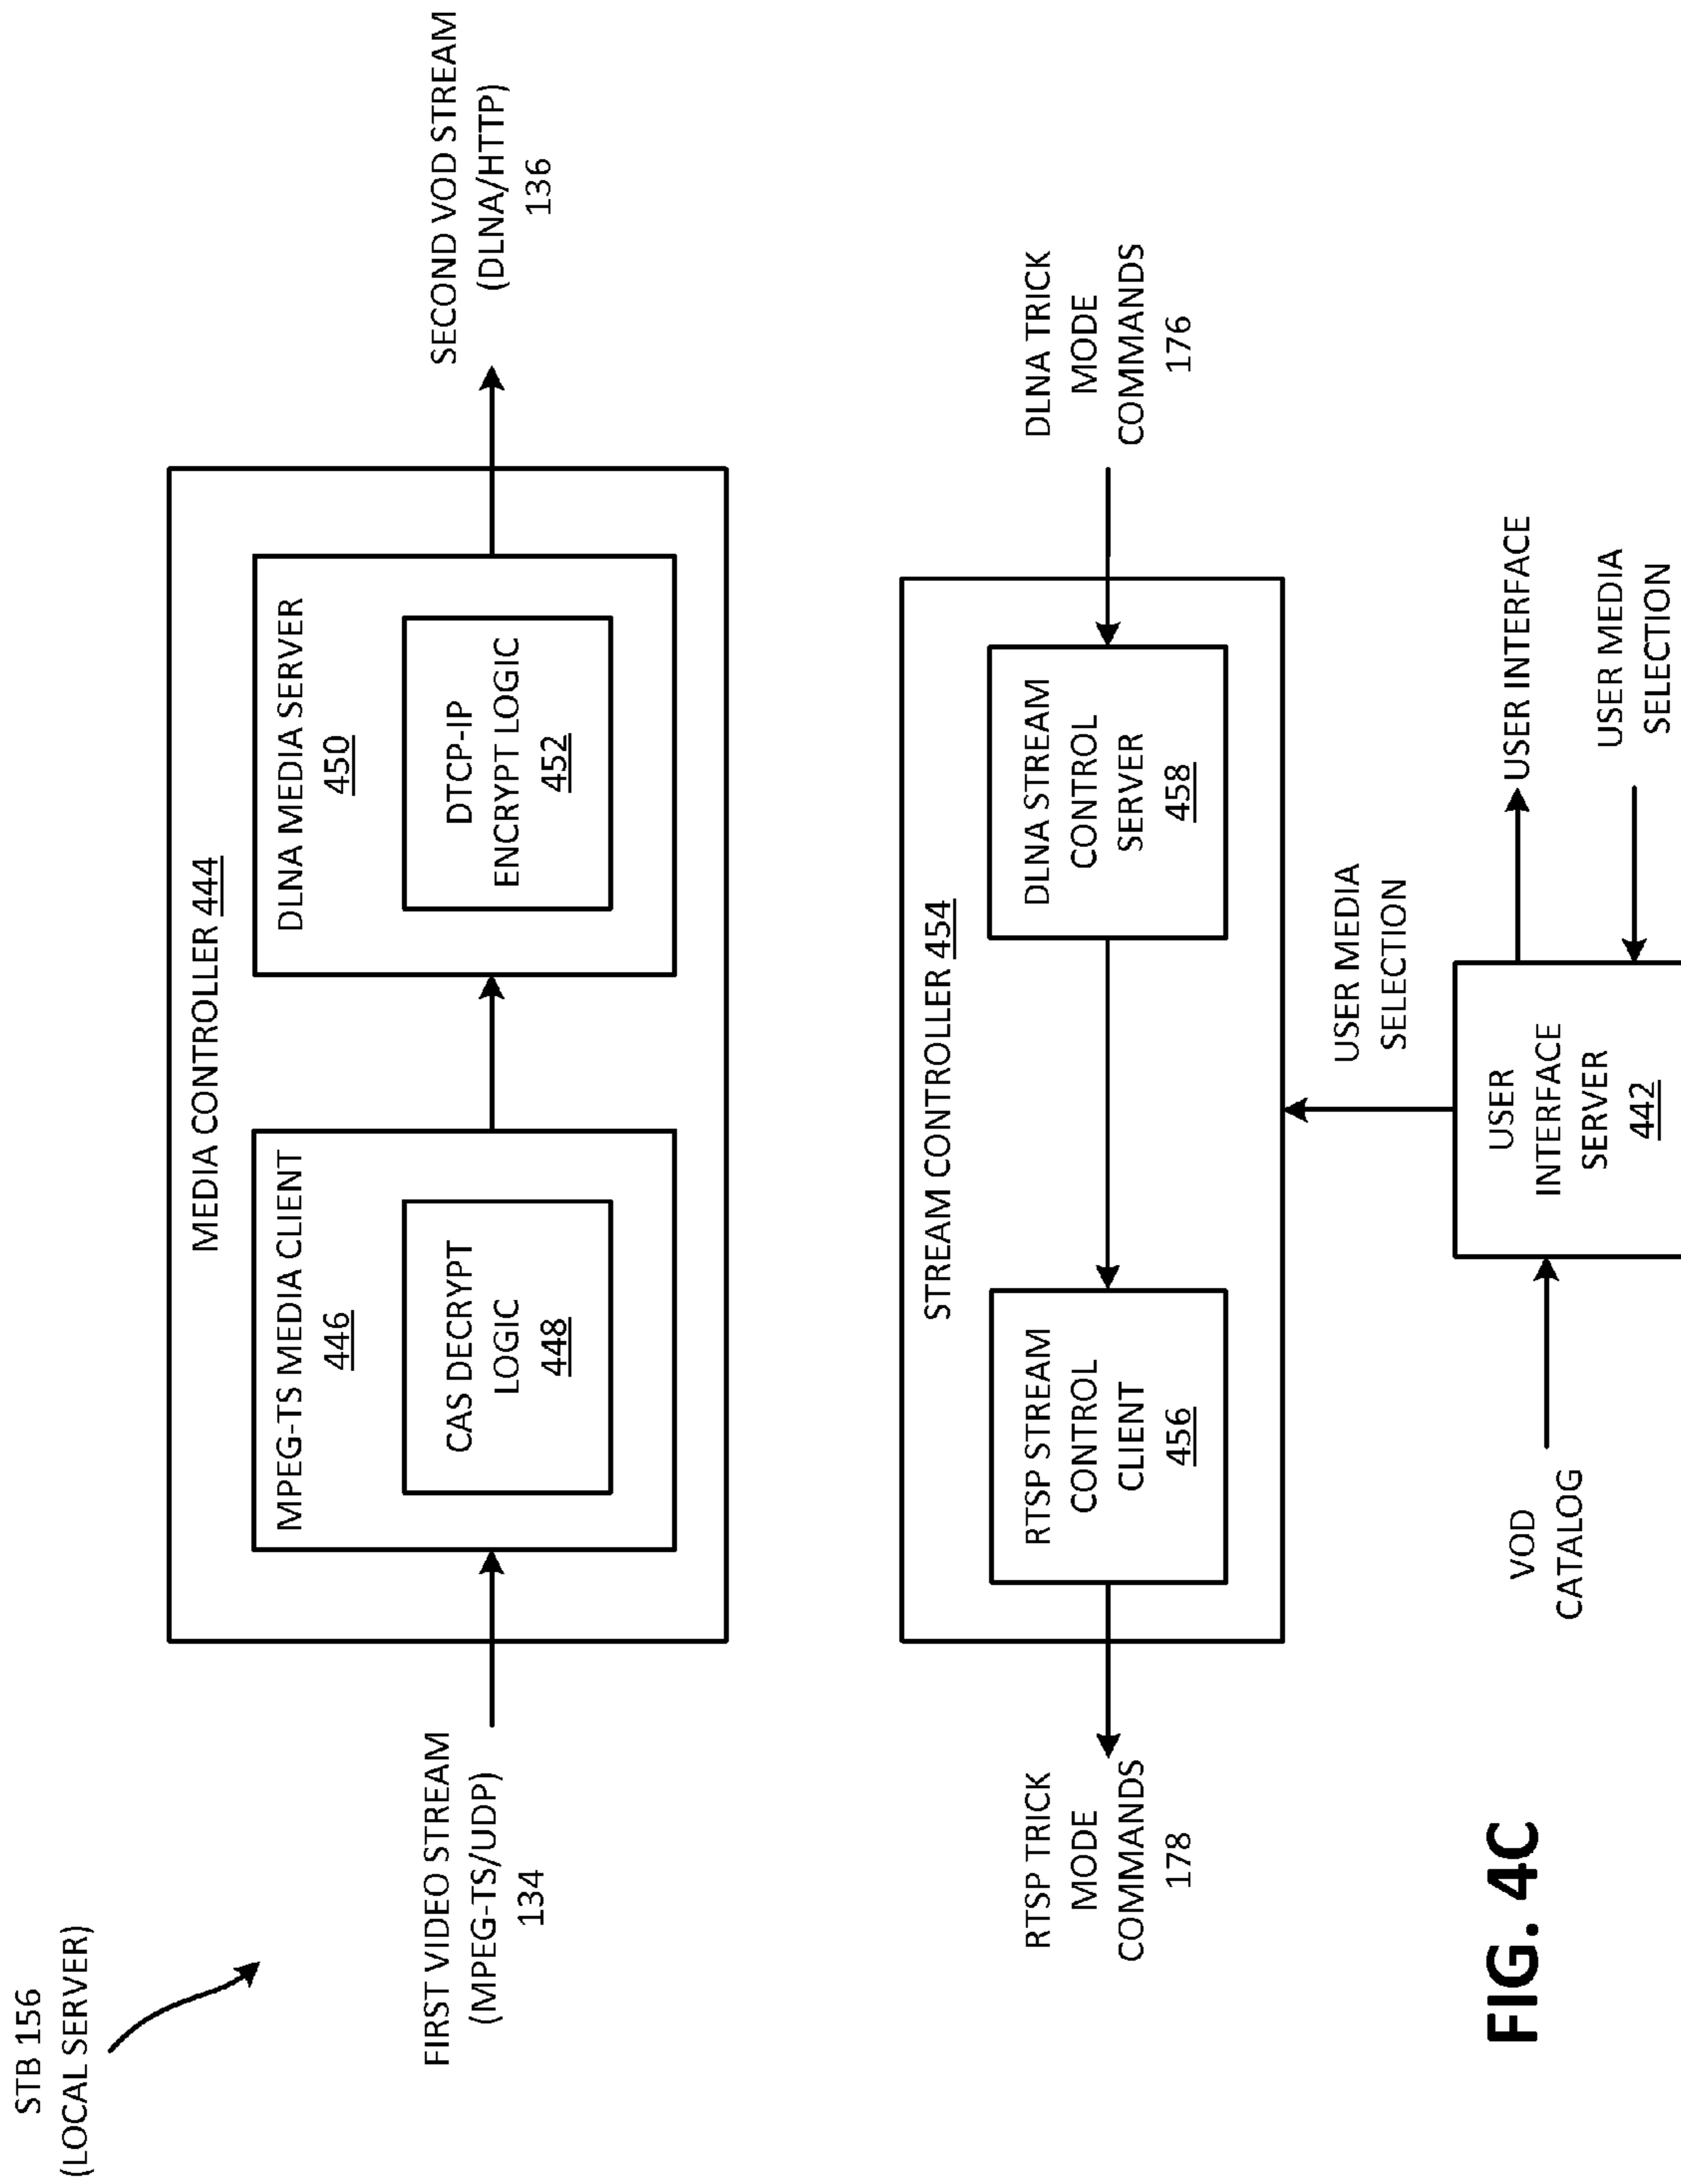 STB 156
(LOCAL SERVER)
MEDIA CONTROLLER 444
MPEG-TS MEDIA CLIENT
446
CAS DECRYPT
LOGIC
448
DLNA MEDIA SERVER
450
DTCP-IP
ENCRYPT LOGIC
452
FIRST VIDEO STREAM
(MPEG-TS/UDP)
134
SECOND VOD STREAM
(DLNA/HTTP)
136
STREAM CONTROLLER 454
RTSP TRICK
MODE
COMMANDS
178
RTSP STREAM
CONTROL
CLIENT
456
DLNA STREAM
CONTROL
SERVER
458
DLNA TRICK
MODE
COMMANDS
176
USER MEDIA
SELECTION
VOD
CATALOG
USER
INTERFACE
SERVER
442
USER INTERFACE
USER MEDIA
SELECTION
FIG. 4C